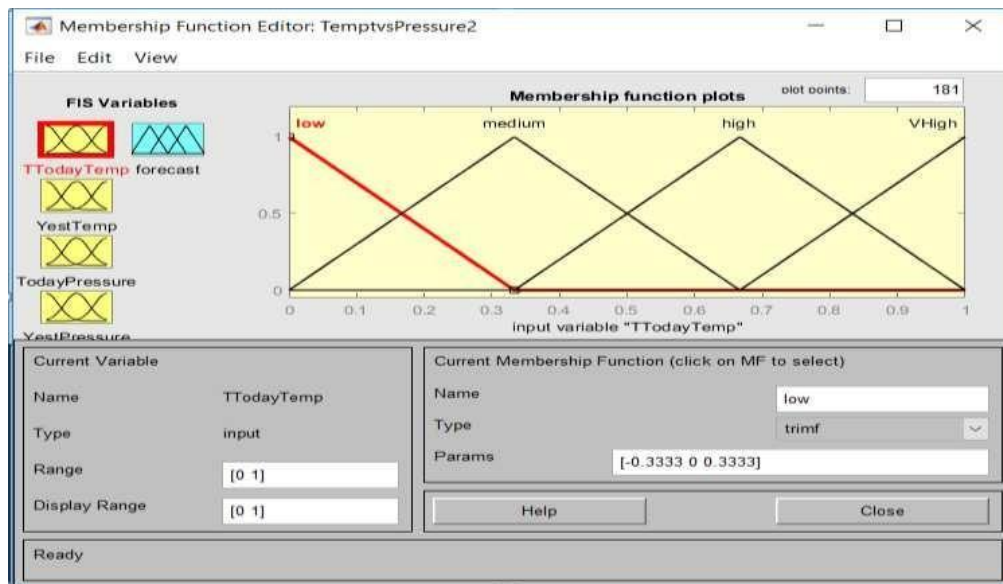 Membership Function Editor: TemptvsPressure2
File Edit View
FIS Variables
TTodayTemp forecast
YestTemp
TodayPressure
YestPressure
Membership function plots
plot points: 181
low medium high VHigh
1
0.5
0
0 0.1 0.2 0.3 0.4 0.5 0.6 0.7 0.8 0.9 1
input variable "TTodayTemp"
Current Variable
Name TTodayTemp
Type input
Range [0 1]
Display Range [0 1]
Current Membership Function (click on MF to select)
Name low
Type trimf
Params [-0.3333 0 0.3333]
Help Close
Ready